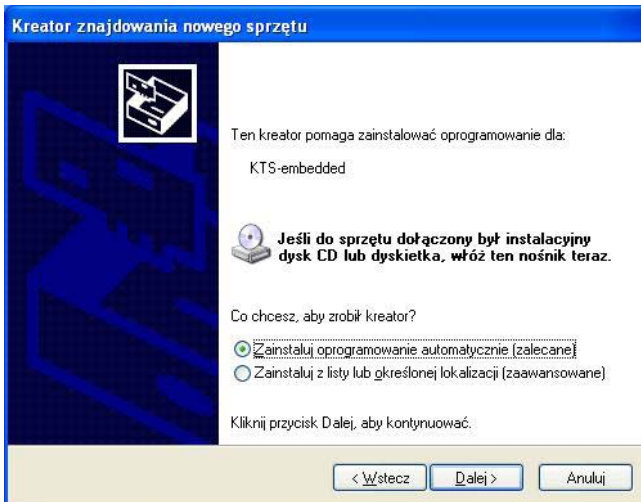 Kreator znajdowania nowego sprzętu
Ten kreator pomaga zainstalować oprogramowanie dla:
KTS-embedded
Jeśli do sprzętu dołączony był instalacyjny
dysk CD lub dyskietka, włóż ten nośnik teraz.
Co chcesz, aby zrobił kreator?
Zainstaluj oprogramowanie automatycznie (zalecane)
Zainstaluj z listy lub określonej lokalizacji (zaawansowane)
Kliknij przycisk Dalej, aby kontynuować.
< Wstecz Dalej > Anuluj